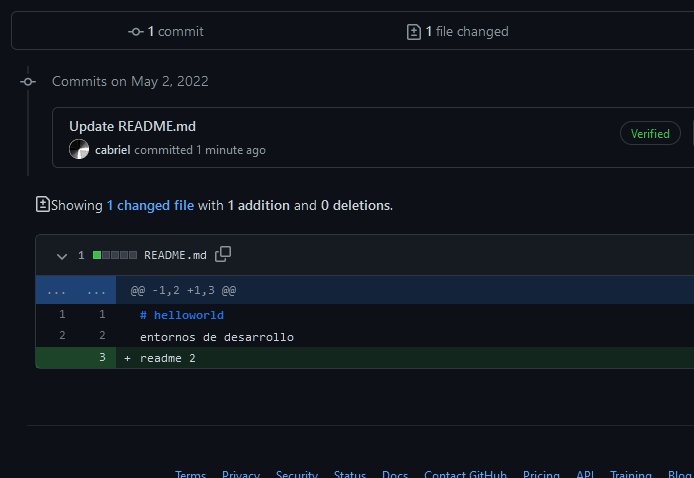 1 commit
1 file changed
Commits on May 2, 2022
Update README.md
cabriel committed 1 minute ago
Verified
Showing 1 changed file with 1 addition and 0 deletions.
1 README.md
... ... @@ -1,2 +1,3 @@
1 1 # helloworld
2 2 entornos de desarrollo
3 + readme 2
Terms Privacy Security Status Docs Contact GitHub Pricing API Training Blog